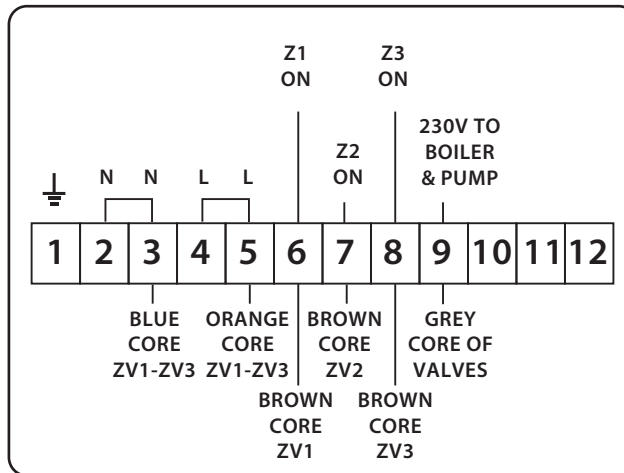 Z1
ON
Z3
ON
230V TO
BOILER
& PUMP
Z2
ON
N N L L
1 2 3 4 5 6 7 8 9 10 11 12
BLUE
CORE
ZV1-ZV3
ORANGE
CORE
ZV1-ZV3
BROWN
CORE
ZV2
GREY
CORE OF
VALVES
BROWN
CORE
ZV1
BROWN
CORE
ZV3